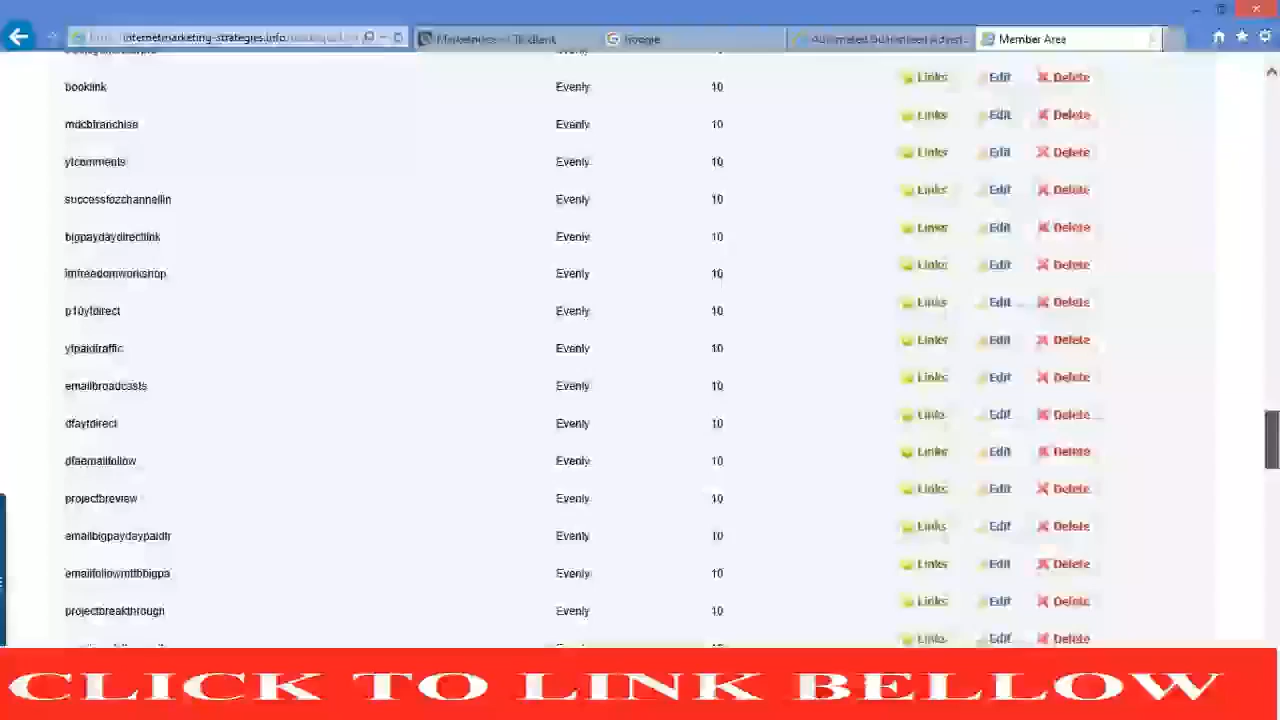 internetmarketing-strategies.info
Google
Member Area
booklink Evenly 10 Links Edit Delete
mdcbfranchise Evenly 10 Links Edit Delete
ytcomments Evenly 10 Links Edit Delete
Evenly 10 Links Edit Delete
bigpaydaydirectlink Evenly 10 Links Edit Delete
imfreedomworkshop Evenly 10 Links Edit Delete
p10ytdirect Evenly 10 Links Edit Delete
ytpaidtraffic Evenly 10 Links Edit Delete
emailbroadcasts Evenly 10 Links Edit Delete
dfaytdirect Evenly 10 Links Edit Delete
dfaemailfollow Evenly 10 Links Edit Delete
projectbreview Evenly 10 Links Edit Delete
emailbigpaydaypaidtr Evenly 10 Links Edit Delete
Evenly 10 Links Edit Delete
projectbreakthrough Evenly 10 Links Edit Delete
Links Edit Delete
CLICK TO LINK BELLOW